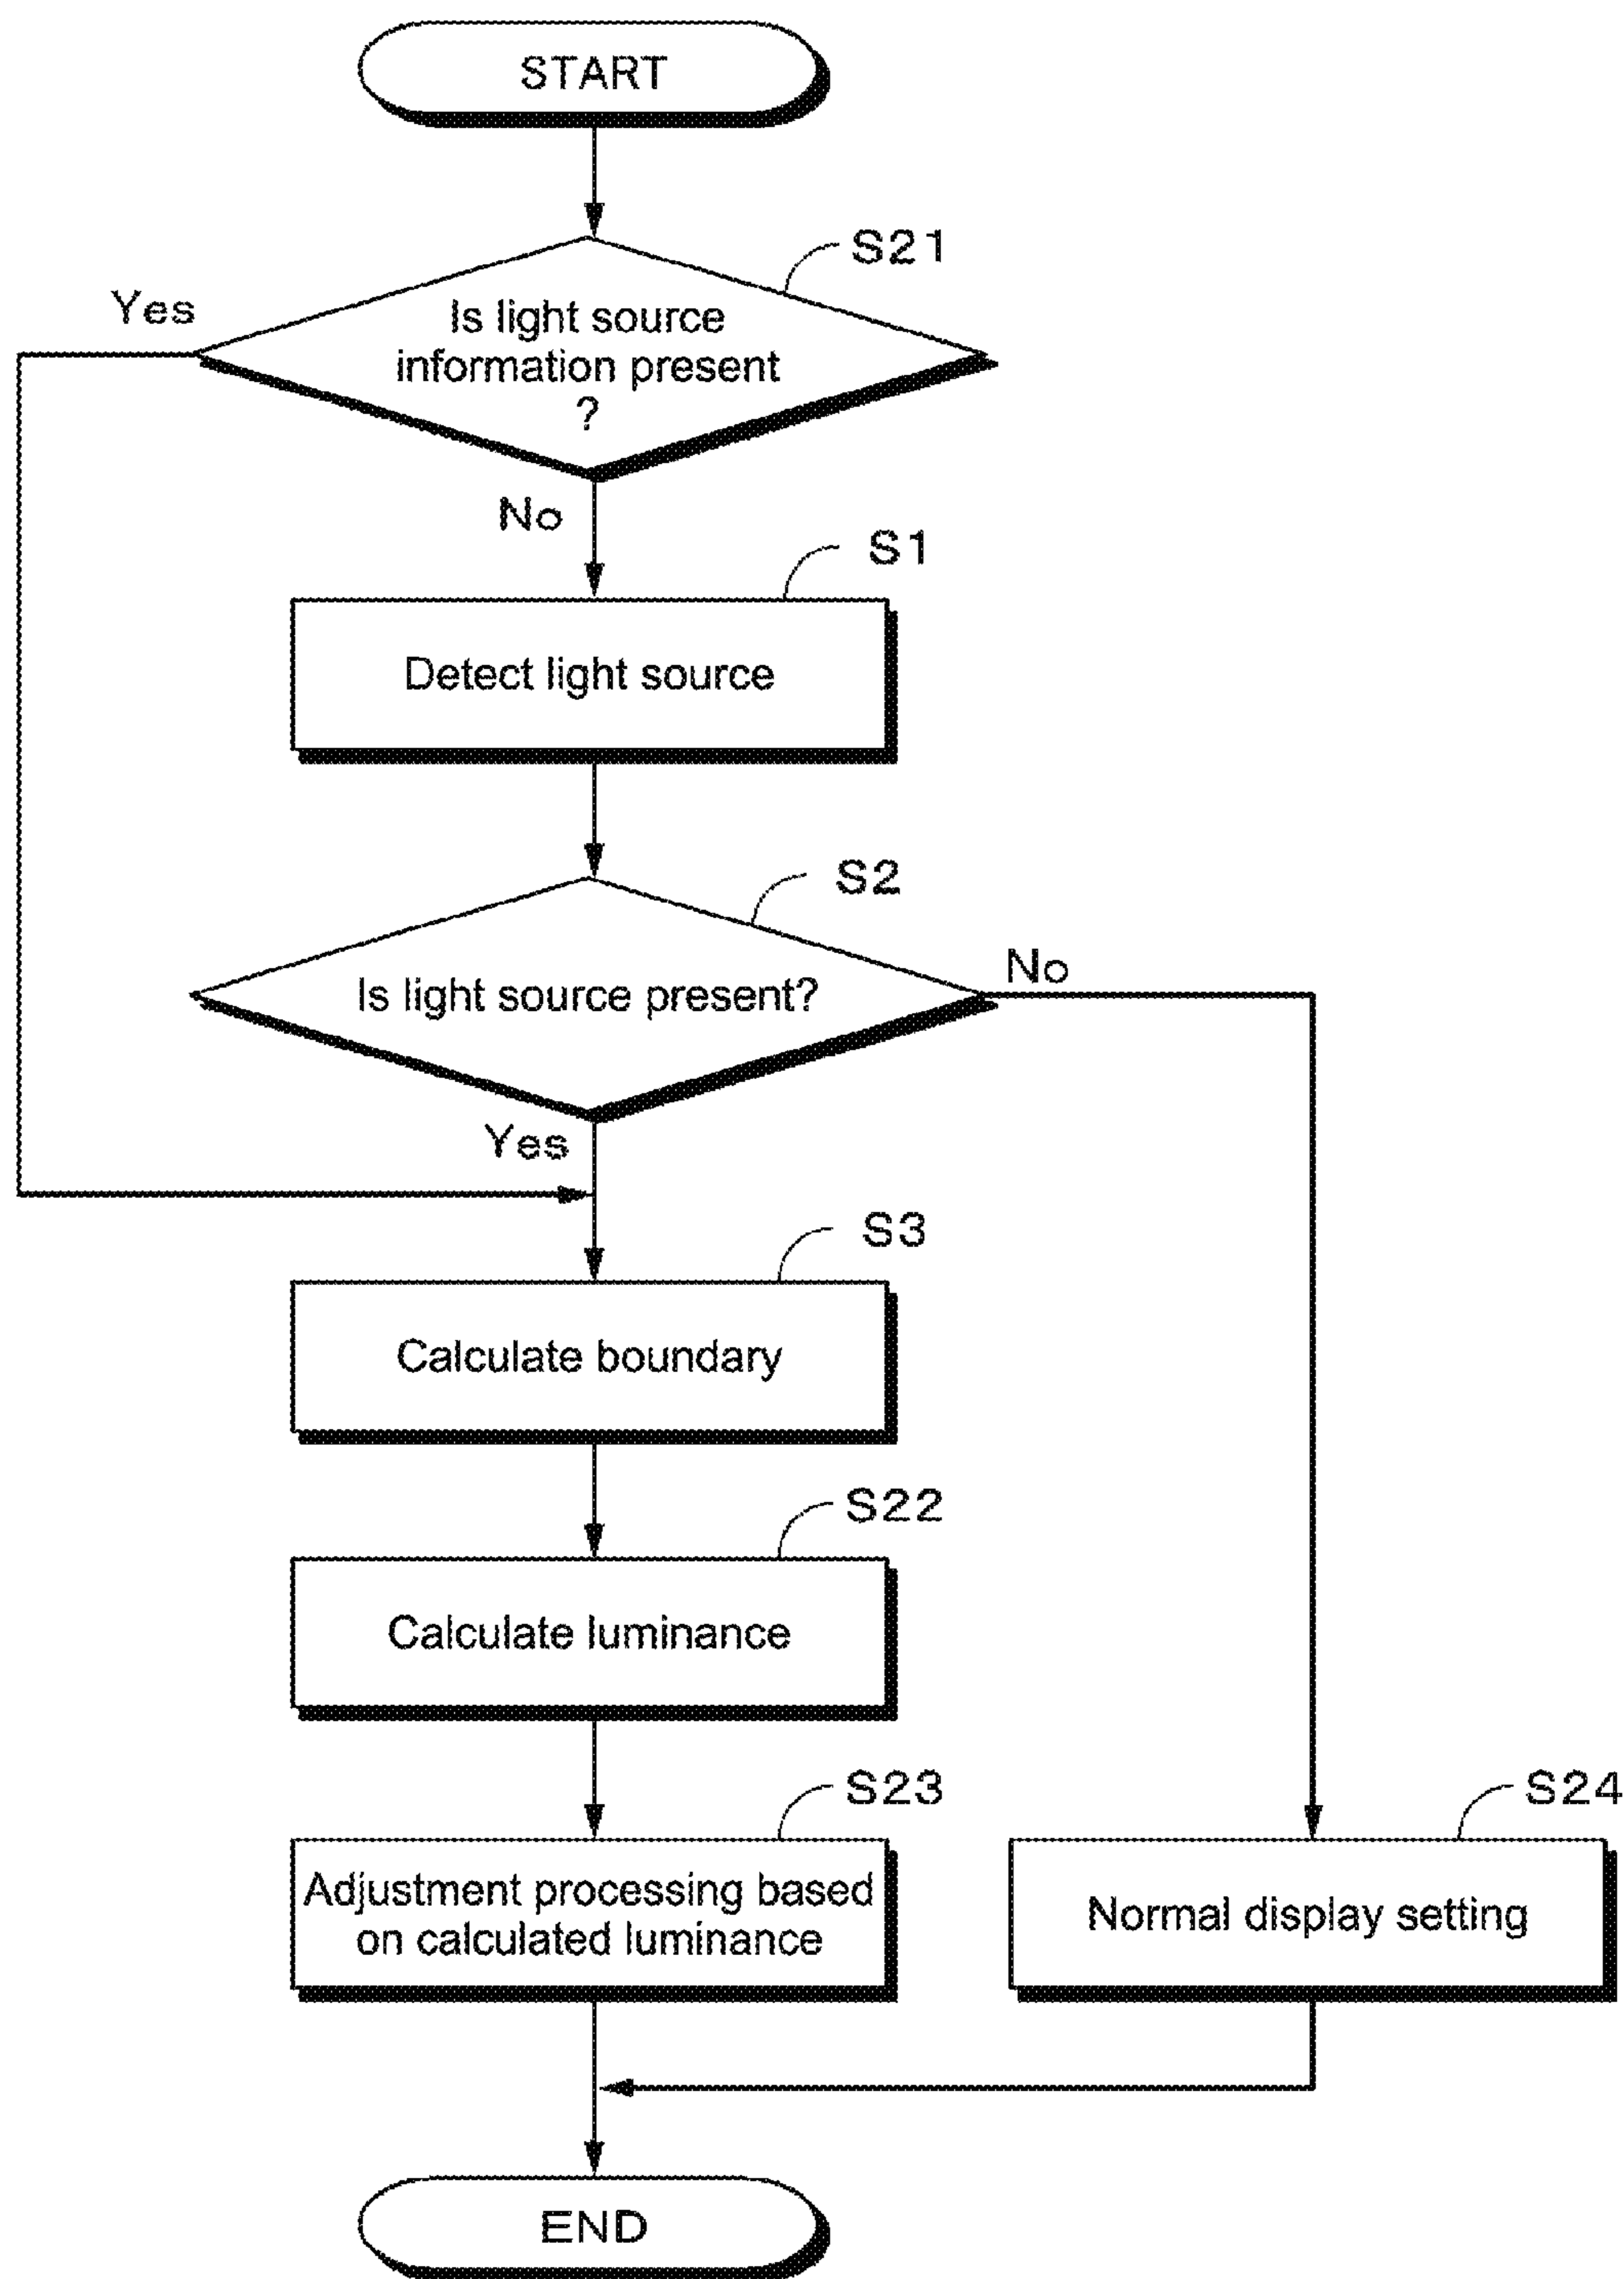 START
S21
Yes
Is light source
information present
?
No
S1
Detect light source
S2
Is light source present?
No
Yes
S3
Calculate boundary
S22
Calculate luminance
S23
Adjustment processing based
on calculated luminance
S24
Normal display setting
END